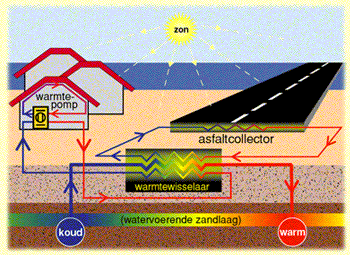 zon
warmte-
pomp
asfaltcollector
warmtewisselaar
(watervoerende zandlaag)
koud
warm